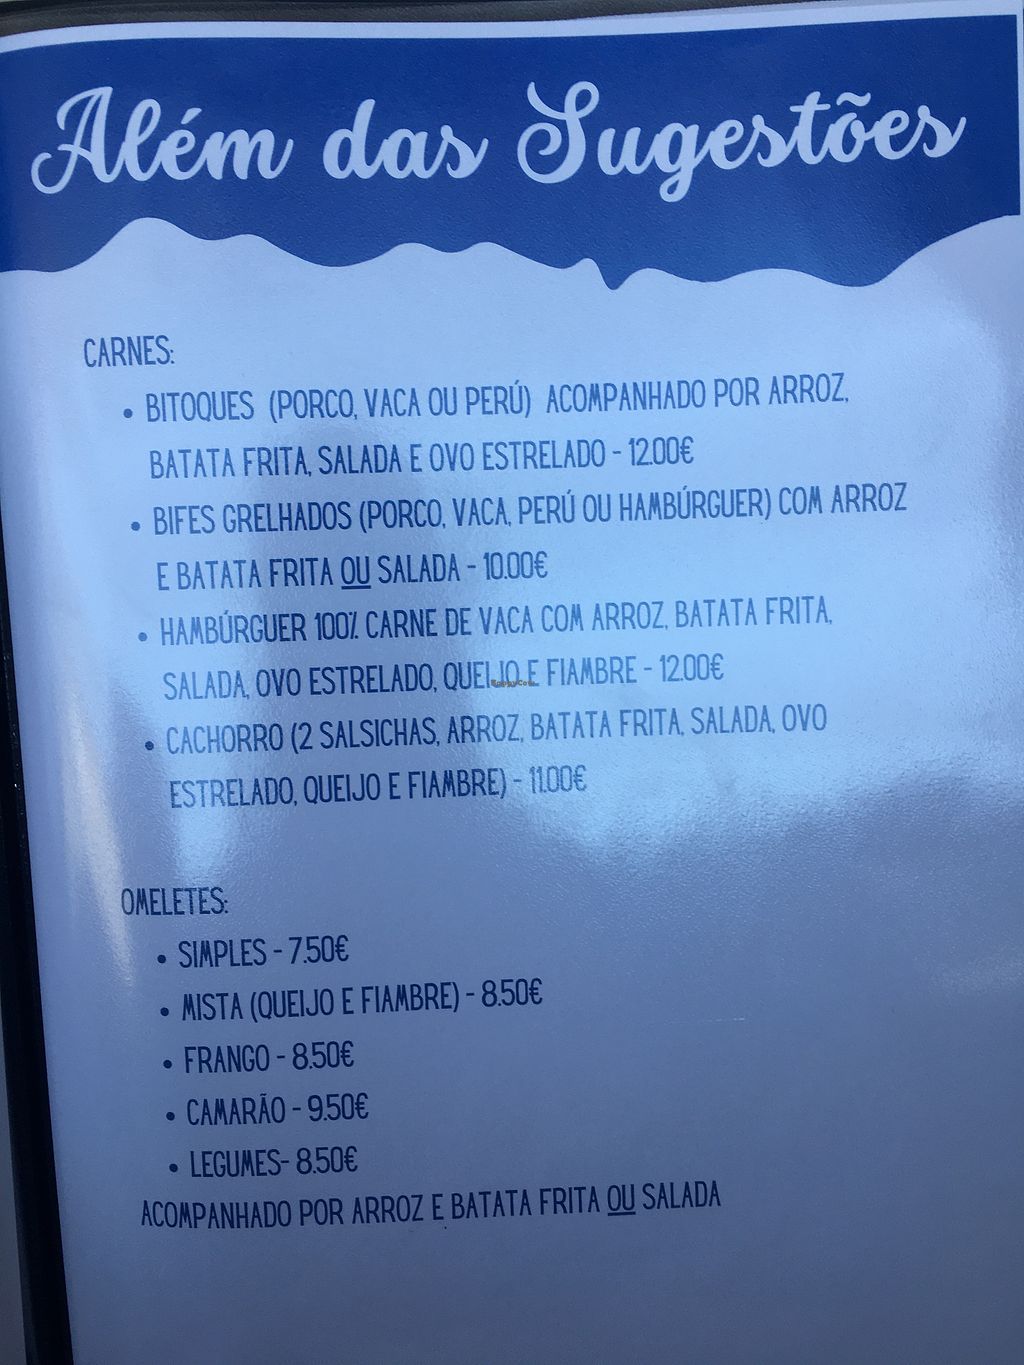 Além das Sugestões
CARNES:
• BITOQUES (PORCO, VACA OU PERÚ) ACOMPANHADO POR ARROZ,
BATATA FRITA, SALADA E OVO ESTRELADO - 12.00€
• BIFES GRELHADOS (PORCO, VACA, PERÚ OU HAMBÚRGUER) COM ARROZ
E BATATA FRITA OU SALADA - 10.00€
• HAMBÚRGUER 100% CARNE DE VACA COM ARROZ, BATATA FRITA,
SALADA, OVO ESTRELADO, QUEIJO E FIAMBRE - 12.00€
• CACHORRO (2 SALSICHAS, ARROZ, BATATA FRITA, SALADA, OVO
ESTRELADO, QUEIJO E FIAMBRE) - 11.00€
OMELETES:
• SIMPLES - 7.50€
• MISTA (QUEIJO E FIAMBRE) - 8.50€
• FRANGO - 8.50€
• CAMARÃO - 9.50€
• LEGUMES- 8.50€
ACOMPANHADO POR ARROZ E BATATA FRITA OU SALADA